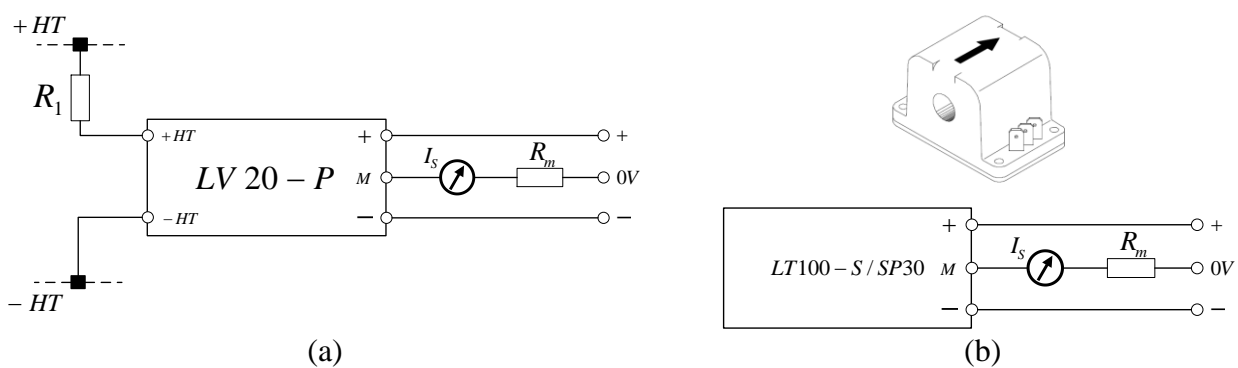 + HT
R1
+ HT
- HT
LV 20 - P
+
M
−
IS
Rm
+
0V
−
- HT
(a)
LT100 - S / SP30
+
M
−
IS
Rm
+
0V
−
(b)